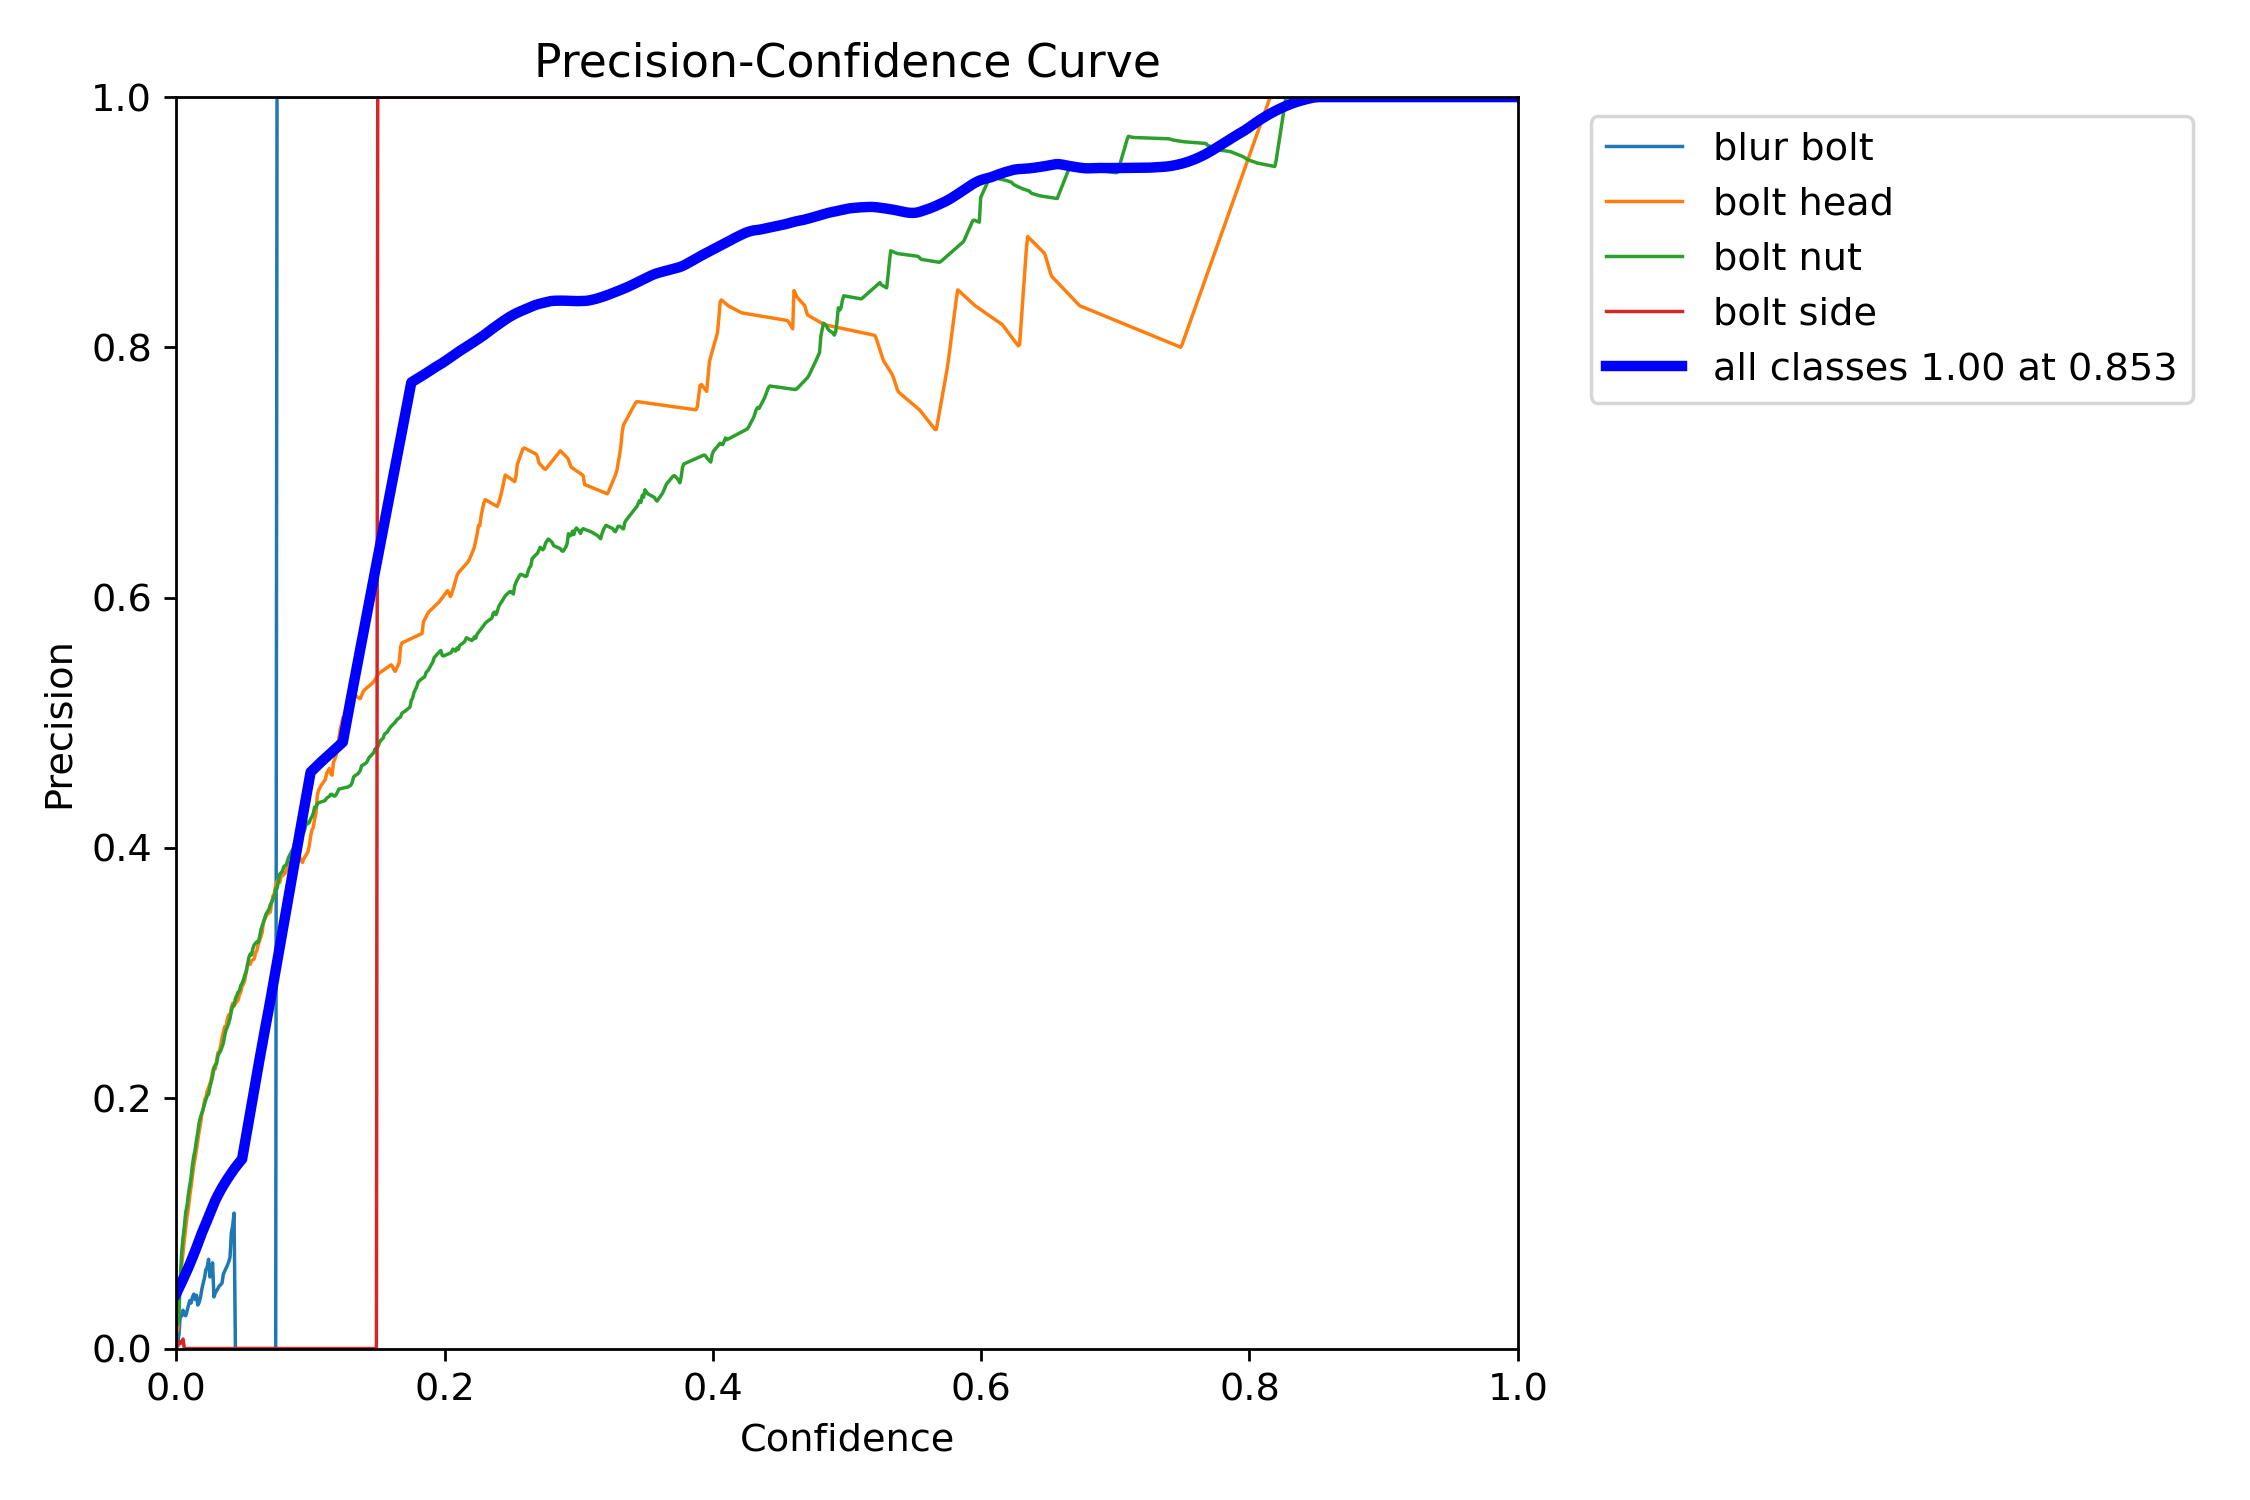 Precision-Confidence Curve
1.0
0.8
0.6
0.4
0.2
0.0
Precision
0.0 0.2 0.4 0.6 0.8 1.0
Confidence
blur bolt
bolt head
bolt nut
bolt side
all classes 1.00 at 0.853